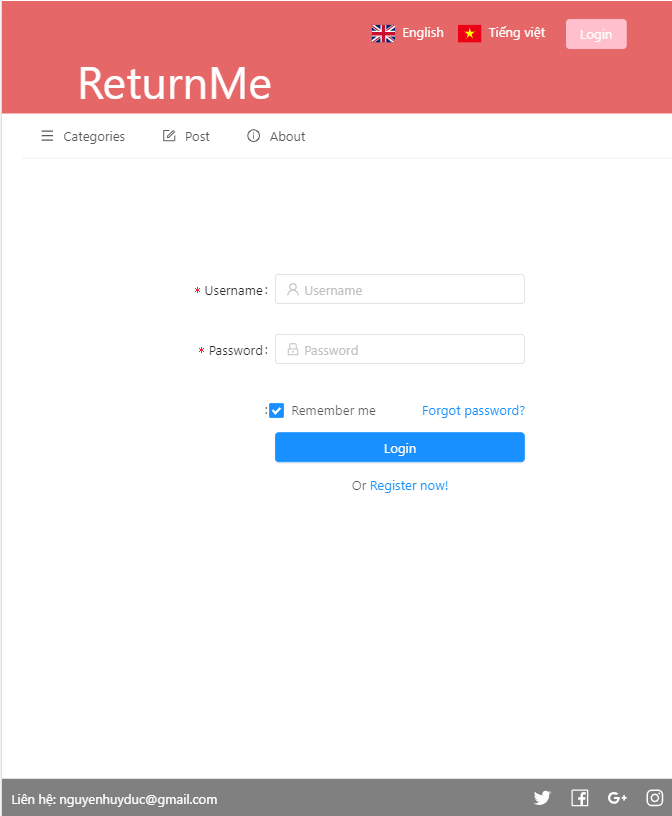 English Tiếng việt Login
ReturnMe
Categories Post About
* Username:
Username
* Password:
Password
: Remember me Forgot password?
Login
Or Register now!
Liên hệ: nguyenhuyduc@gmail.com